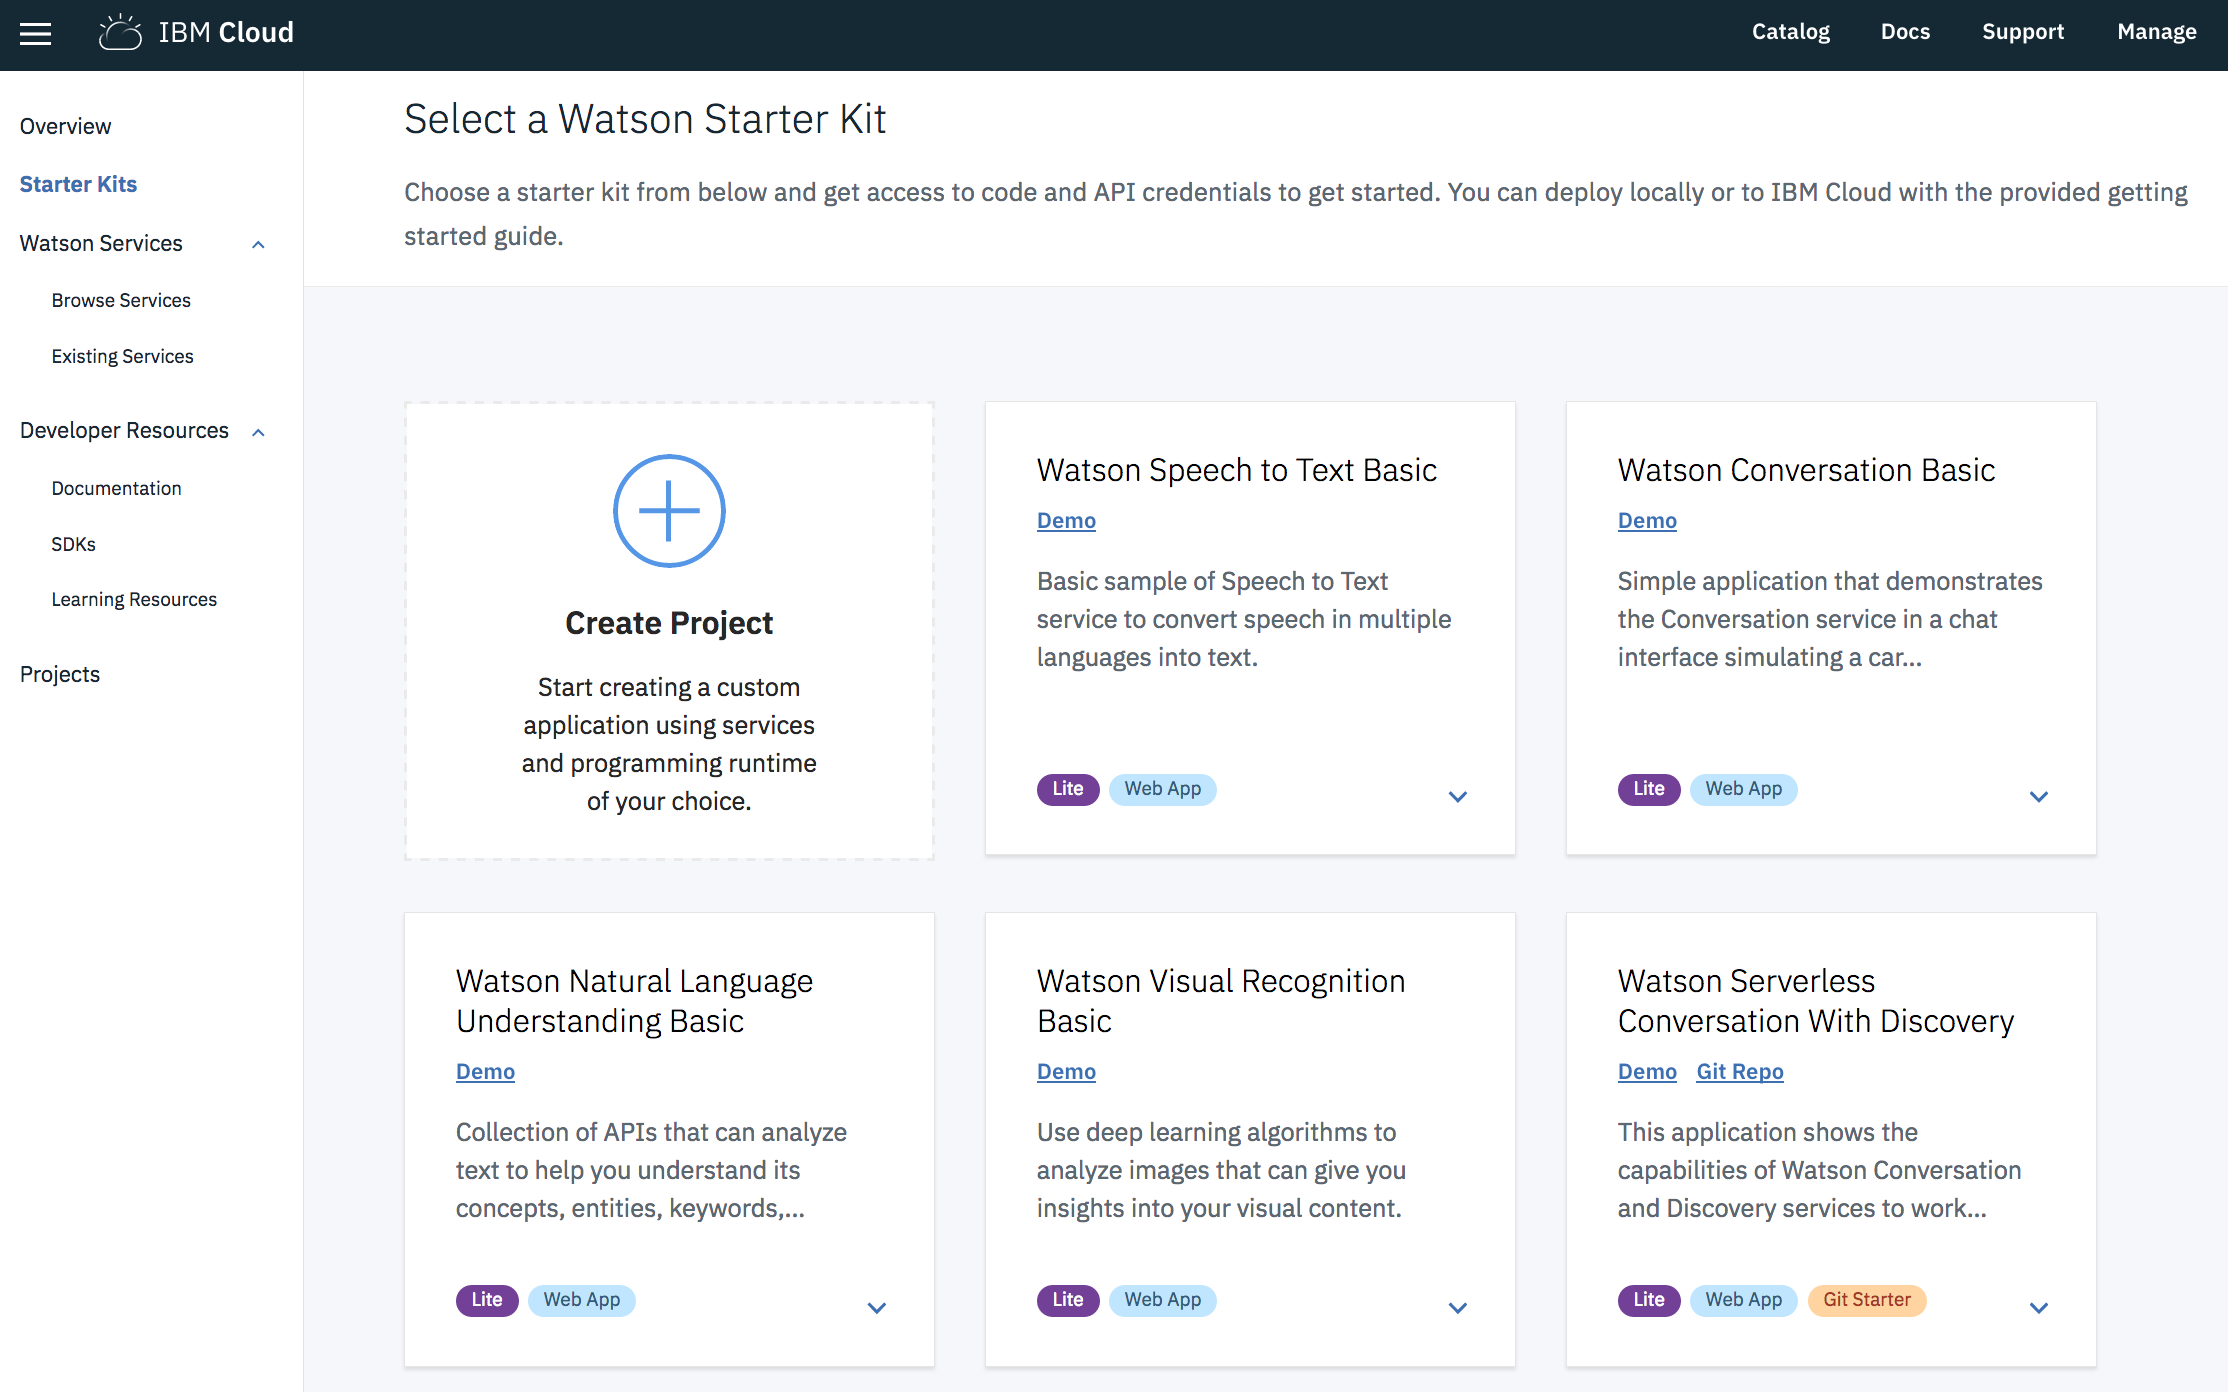 IBM Cloud
Catalog Docs Support Manage
Overview
Starter Kits
Watson Services
Browse Services
Existing Services
Developer Resources
Documentation
SDKs
Learning Resources
Projects
Select a Watson Starter Kit
Choose a starter kit from below and get access to code and API credentials to get started. You can deploy locally or to IBM Cloud with the provided getting
started guide.
Create Project
Start creating a custom
application using services
and programming runtime
of your choice.
Watson Speech to Text Basic
Demo
Basic sample of Speech to Text
service to convert speech in multiple
languages into text.
Lite Web App
Watson Conversation Basic
Demo
Simple application that demonstrates
the Conversation service in a chat
interface simulating a car...
Lite Web App
Watson Natural Language
Understanding Basic
Demo
Collection of APIs that can analyze
text to help you understand its
concepts, entities, keywords,...
Lite Web App
Watson Visual Recognition
Basic
Demo
Use deep learning algorithms to
analyze images that can give you
insights into your visual content.
Lite Web App
Watson Serverless
Conversation With Discovery
Demo Git Repo
This application shows the
capabilities of Watson Conversation
and Discovery services to work...
Lite Web App Git Starter